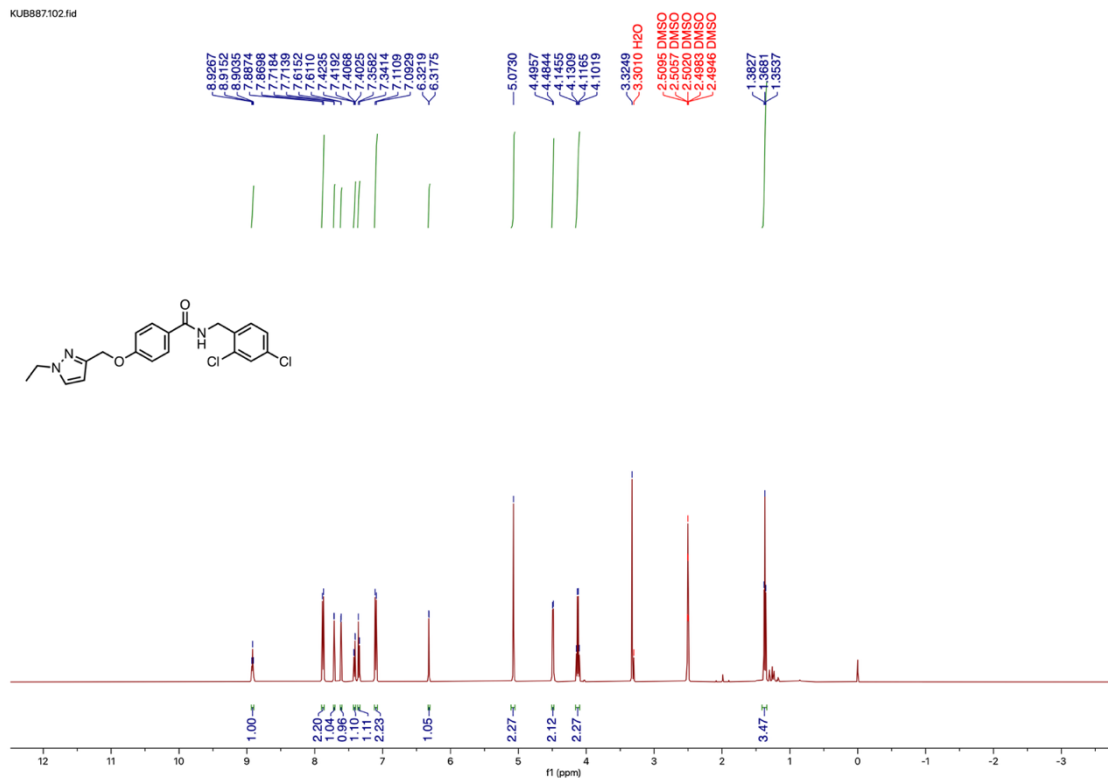 KUB887.102.fid
8.9267
8.9152
8.9035
7.8874
7.8698
7.7184
7.7139
7.6152
7.6110
7.4235
7.4192
7.4068
7.4025
7.3582
7.3414
7.1109
7.0929
6.3219
6.3175
5.0730
4.4957
4.4844
4.1455
4.1309
4.1165
4.1019
3.3249
3.3010 H2O
2.5095 DMSO
2.5057 DMSO
2.5020 DMSO
2.4983 DMSO
2.4946 DMSO
1.3827
1.3681
1.3537
O
N
H
Cl
Cl
N
N
O
1.00
2.20
1.04
0.96
1.10
1.11
2.23
1.05
2.27
2.12
2.27
3.47
12 11 10 9 8 7 6 5 4 3 2 1 0 -1 -2 -3
f1 (ppm)